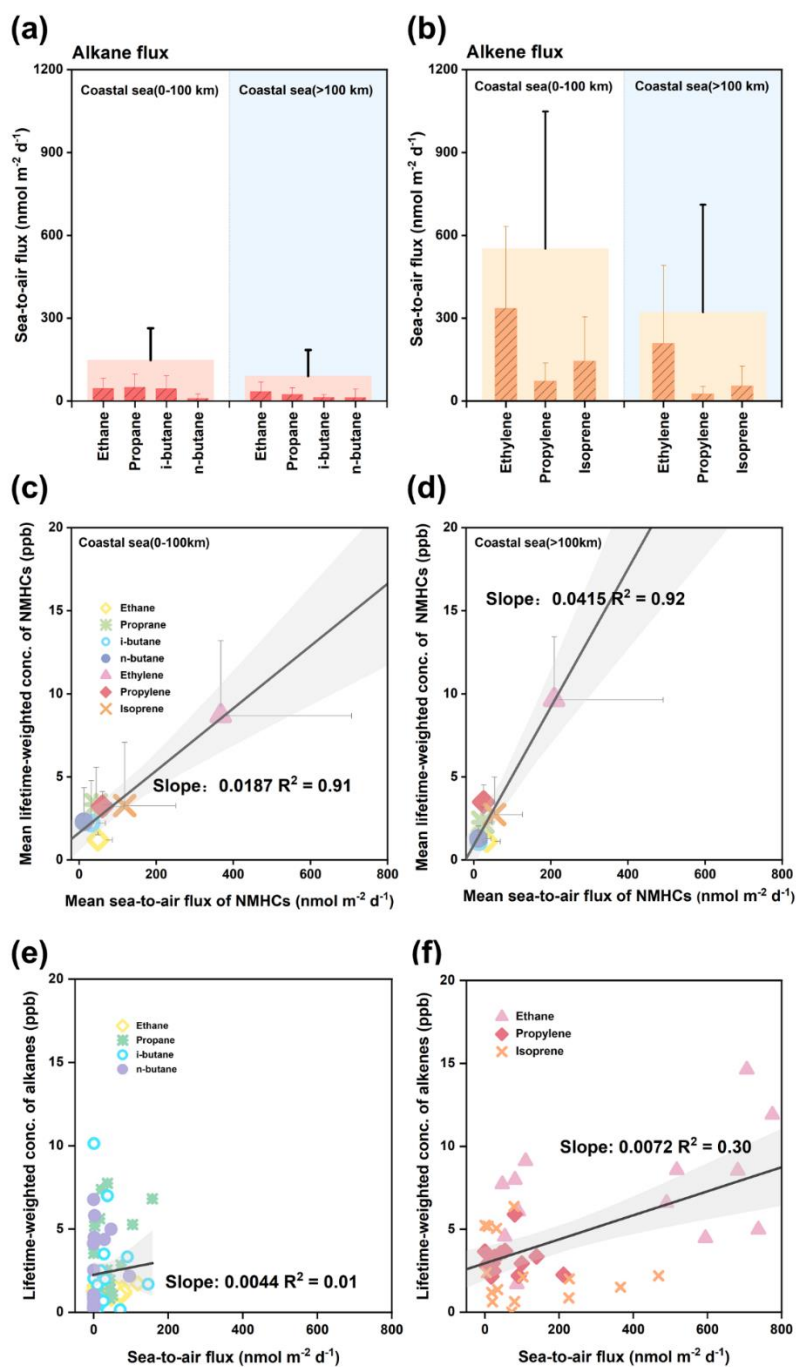 (a)
Alkane flux
Sea-to-air flux (nmol m⁻² d⁻¹)
1200
900
600
300
0
Coastal sea(0-100 km)
Coastal sea(>100 km)
Ethane
Propane
i-butane
n-butane
Ethane
Propane
i-butane
n-butane
(b)
Alkene flux
Sea-to-air flux (nmol m⁻² d⁻¹)
1200
900
600
300
0
Coastal sea(0-100 km)
Coastal sea(>100 km)
Ethylene
Propylene
Isoprene
Ethylene
Propylene
Isoprene
(c)
Mean lifetime-weighted conc. of NMHCs (ppb)
20
15
10
5
0
Coastal sea(0-100km)
Ethane
Proprane
i-butane
n-butane
Ethylene
Propylene
Isoprene
Slope: 0.0187 R² = 0.91
0 200 400 600 800
Mean sea-to-air flux of NMHCs (nmol m⁻² d⁻¹)
(d)
Mean lifetime-weighted conc. of NMHCs (ppb)
20
15
10
5
0
Coastal sea(>100km)
Slope: 0.0415 R² = 0.92
0 200 400 600 800
Mean sea-to-air flux of NMHCs (nmol m⁻² d⁻¹)
(e)
Lifetime-weighted conc. of alkanes (ppb)
20
15
10
5
0
Ethane
Propane
i-butane
n-butane
Slope: 0.0044 R² = 0.01
0 200 400 600 800
Sea-to-air flux (nmol m⁻² d⁻¹)
(f)
Lifetime-weighted conc. of alkenes (ppb)
20
15
10
5
0
Ethane
Propylene
Isoprene
Slope: 0.0072 R² = 0.30
0 200 400 600 800
Sea-to-air flux (nmol m⁻² d⁻¹)